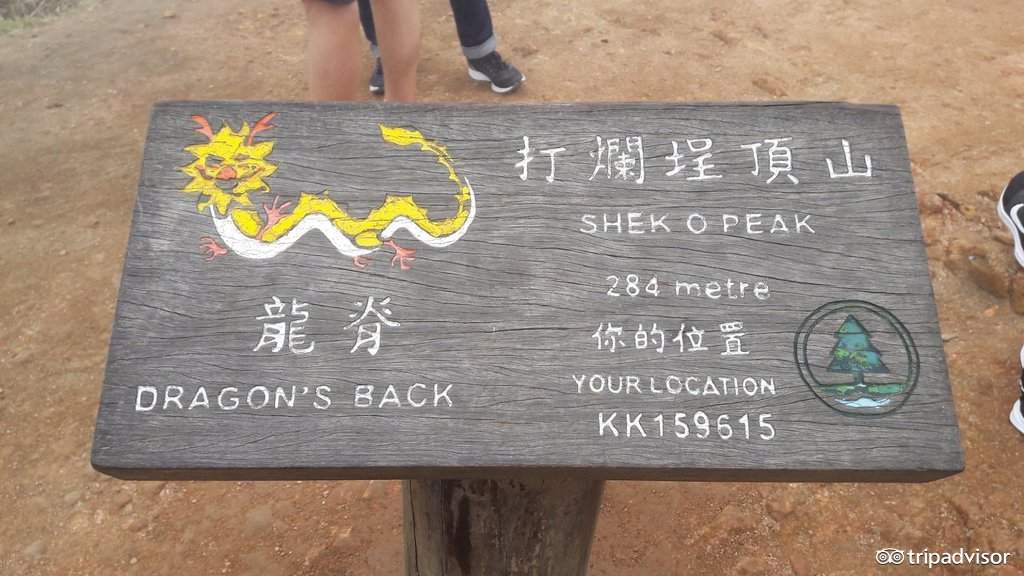 龍脊
DRAGON'S BACK
打爛埕頂山
SHEK O PEAK
284 metre
你的位置
YOUR LOCATION
KK159615
tripadvisor